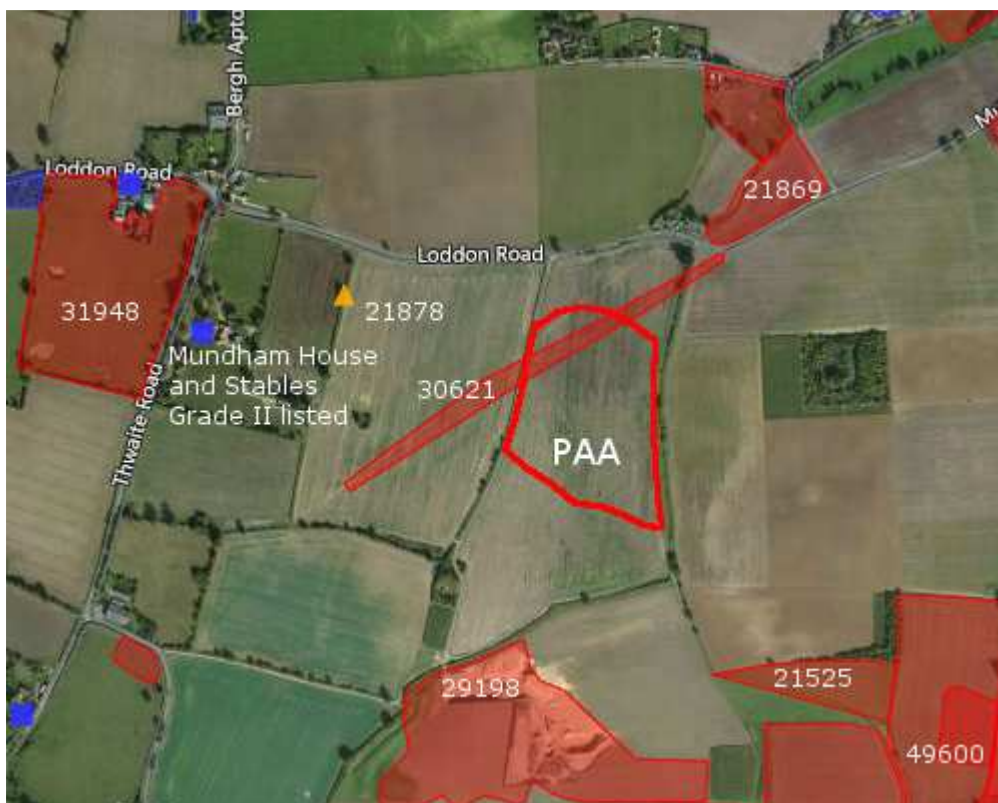 Bergh Apto
Loddon Road
Mu
21869
Loddon Road
31948
21878
Mundham House
and Stables
Grade II listed
30621
Thwaite Road
PAA
29198
21525
49600